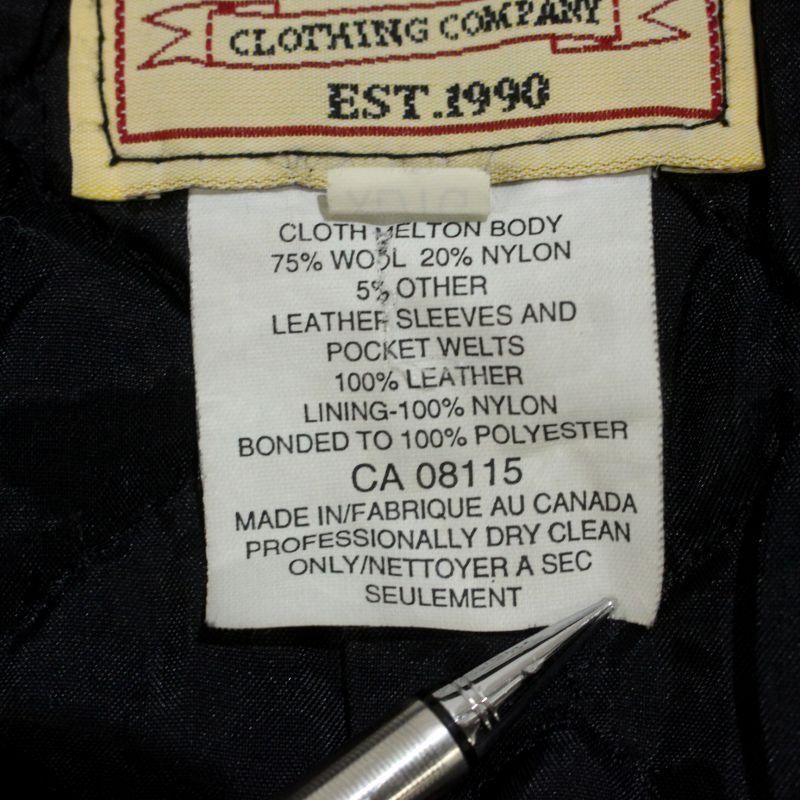 CLOTHING COMPANY
EST.1990
CLOTH MELTON BODY
75% WOOL 20% NYLON
5% OTHER
LEATHER SLEEVES AND
POCKET WELTS
100% LEATHER
LINING-100% NYLON
BONDED TO 100% POLYESTER
CA 08115
MADE IN/FABRIQUE AU CANADA
PROFESSIONALLY DRY CLEAN
ONLY/NETTOYER A SEC
SEULEMENT